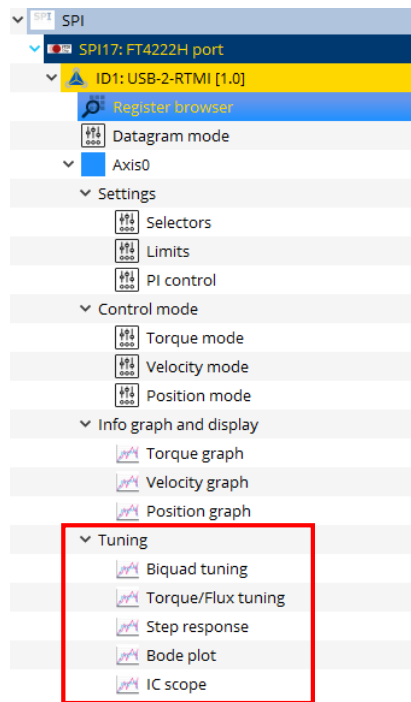 SPI SPI
SPI17: FT4222H port
ID1: USB-2-RTMI [1.0]
Register browser
Datagram mode
Axis0
Settings
Selectors
Limits
PI control
Control mode
Torque mode
Velocity mode
Position mode
Info graph and display
Torque graph
Velocity graph
Position graph
Tuning
Biquad tuning
Torque/Flux tuning
Step response
Bode plot
IC scope